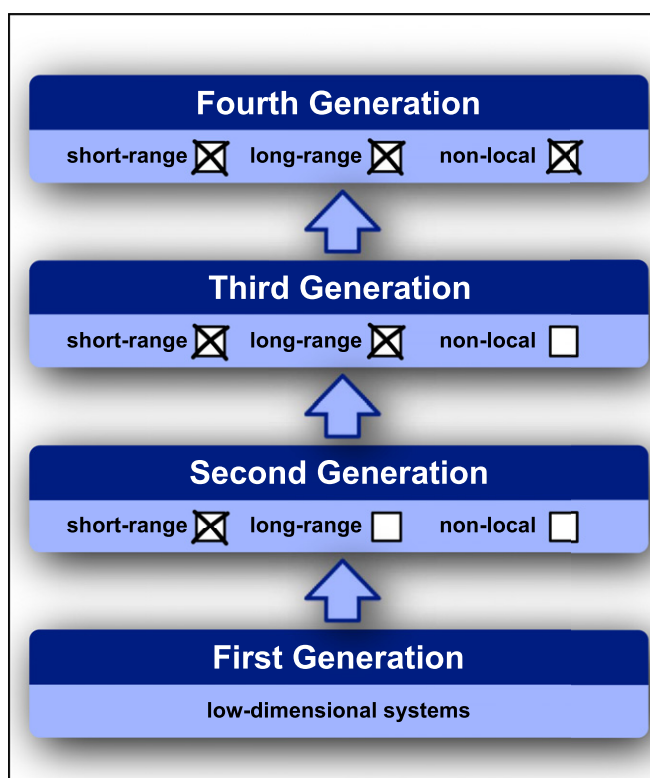 Fourth Generation
short-range long-range non-local
Third Generation
short-range long-range non-local
Second Generation
short-range long-range non-local
First Generation
low-dimensional systems